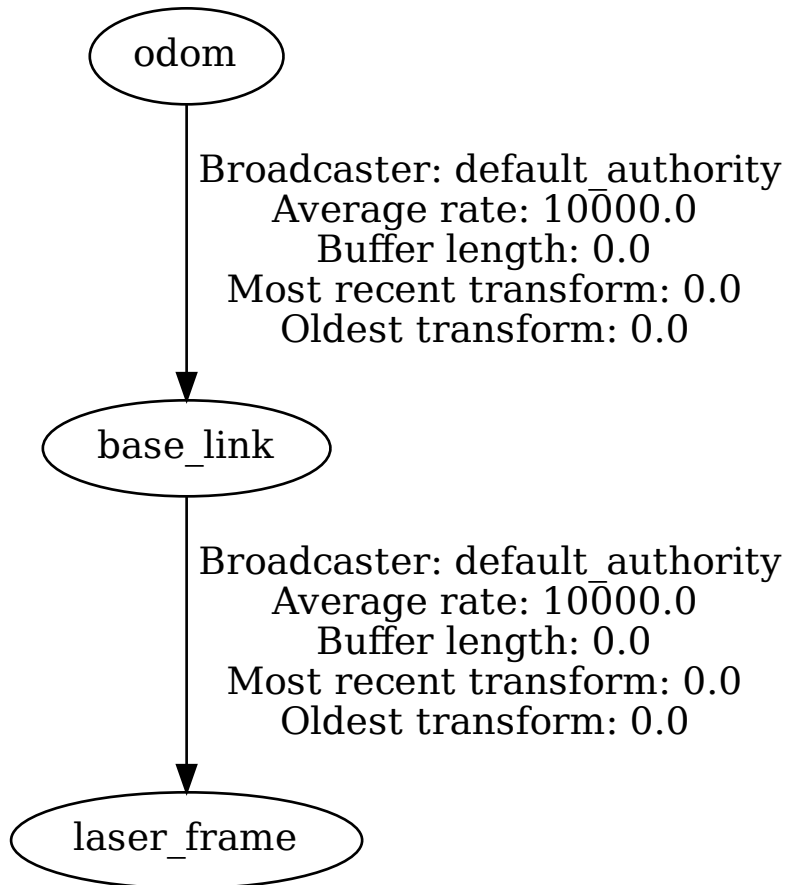 odom
Broadcaster: default_authority
Average rate: 10000.0
Buffer length: 0.0
Most recent transform: 0.0
Oldest transform: 0.0
base_link
Broadcaster: default_authority
Average rate: 10000.0
Buffer length: 0.0
Most recent transform: 0.0
Oldest transform: 0.0
laser_frame